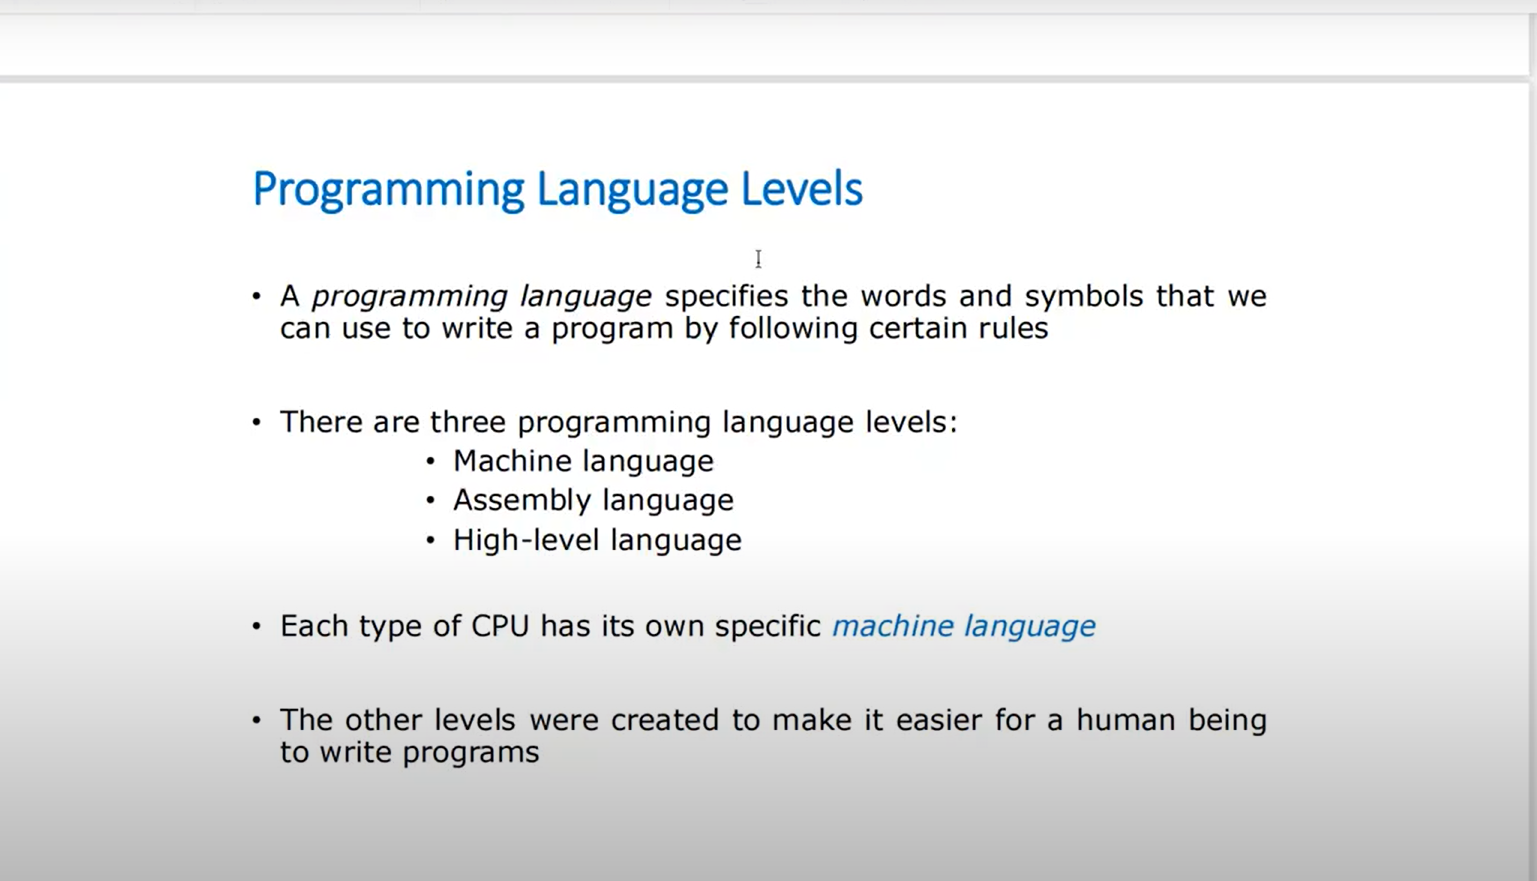 Programming Language Levels
• A programming language specifies the words and symbols that we
can use to write a program by following certain rules
• There are three programming language levels:
• Machine language
• Assembly language
• High-level language
• Each type of CPU has its own specific machine language
• The other levels were created to make it easier for a human being
to write programs